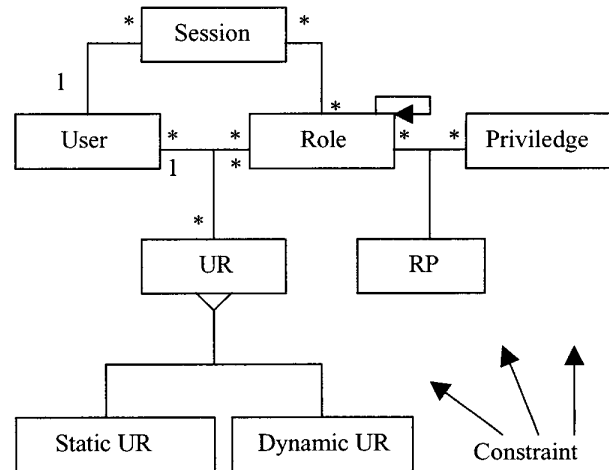 * Session *
1
*
User * * Role * * Priviledge
1 *
*
UR RP
Static UR Dynamic UR Constraint